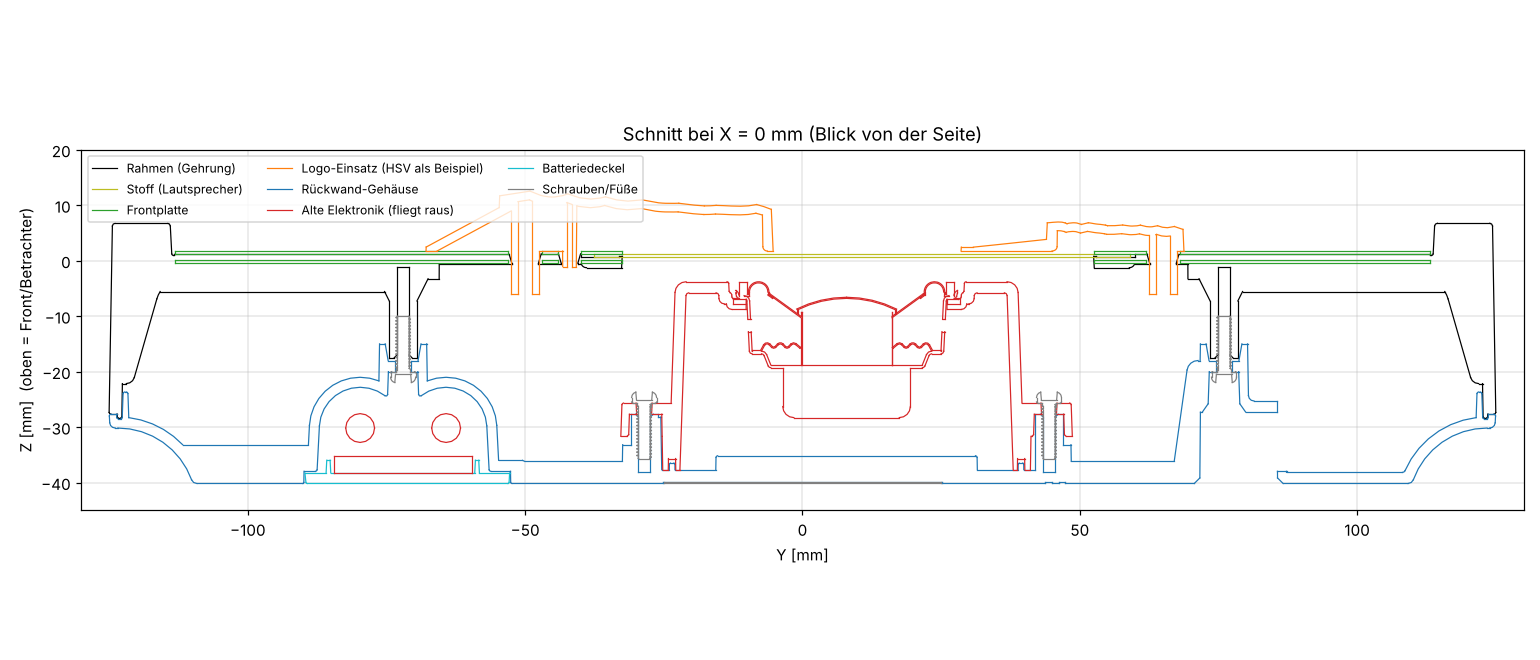 Schnitt bei X = 0 mm (Blick von der Seite)
Rahmen (Gehrung)
Stoff (Lautsprecher)
Frontplatte
Logo-Einsatz (HSV als Beispiel)
Rückwand-Gehäuse
Alte Elektronik (fliegt raus)
Batteriedeckel
Schrauben/Füße
Z [mm] (oben = Front/Betrachter)
20
10
0
−10
−20
−30
−40
−100
−50
0
50
100
Y [mm]